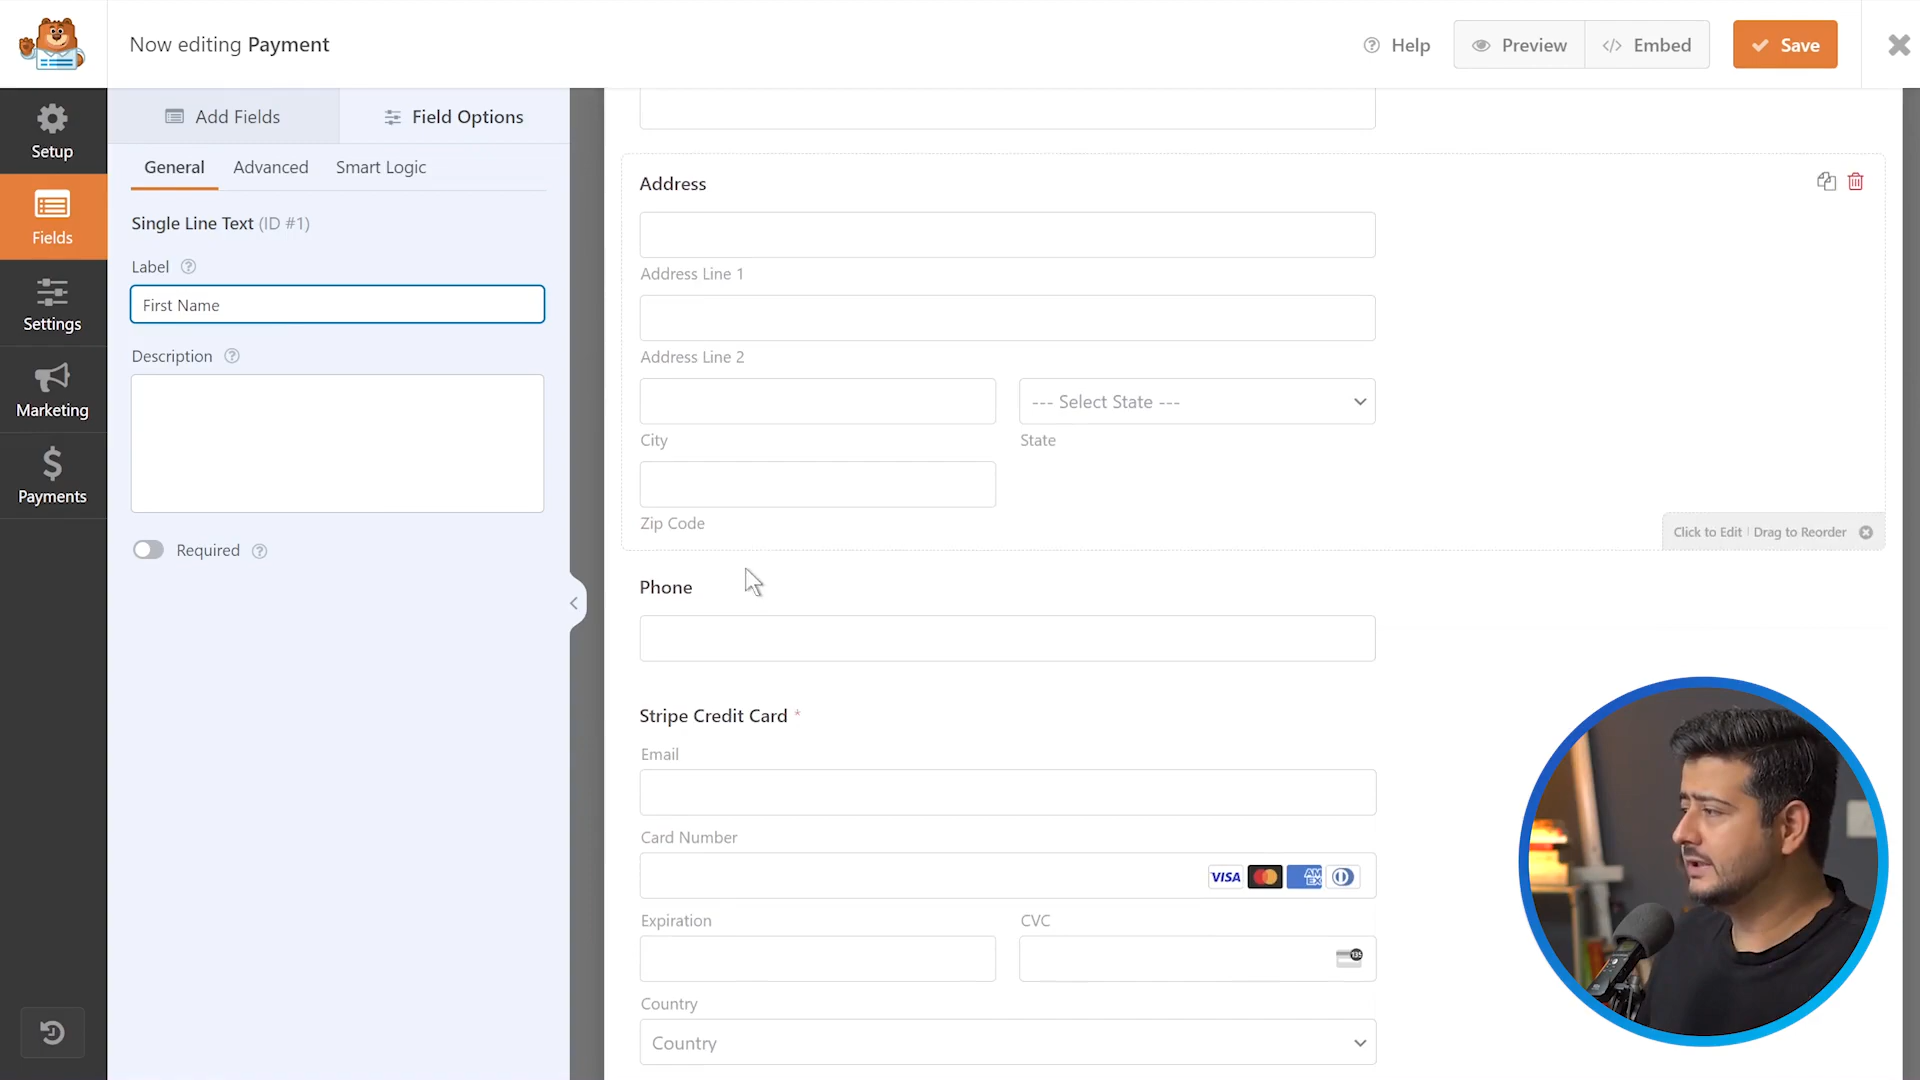 Now editing Payment
Help
Preview
Embed
Save
Setup
Fields
Settings
Marketing
Payments
Add Fields
Field Options
General
Advanced
Smart Logic
Single Line Text (ID #1)
Label
First Name
Description
Required
Address
Address Line 1
Address Line 2
--- Select State ---
City
State
Zip Code
Click to Edit | Drag to Reorder
Phone
Stripe Credit Card *
Email
Card Number
VISA
AM
EX
Expiration
CVC
135
Country
Country